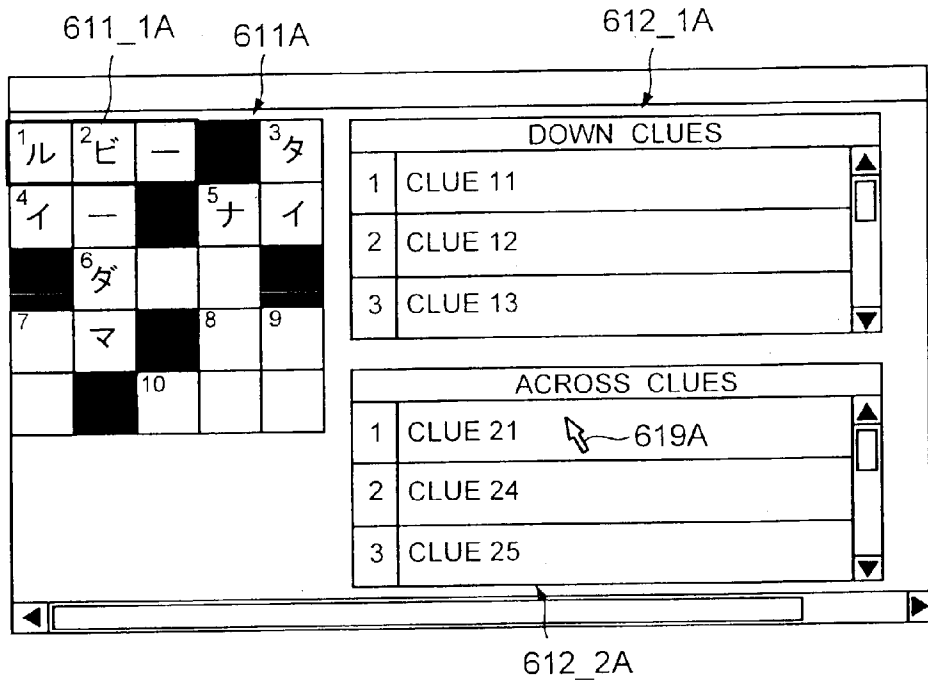 611_1A
611A
612_1A
1ル 2ビ ー 3タ
4イ ー 5ナ イ
6ダ
7 マ 8 9
10
DOWN CLUES
1 CLUE 11
2 CLUE 12
3 CLUE 13
ACROSS CLUES
1 CLUE 21
619A
2 CLUE 24
3 CLUE 25
612_2A